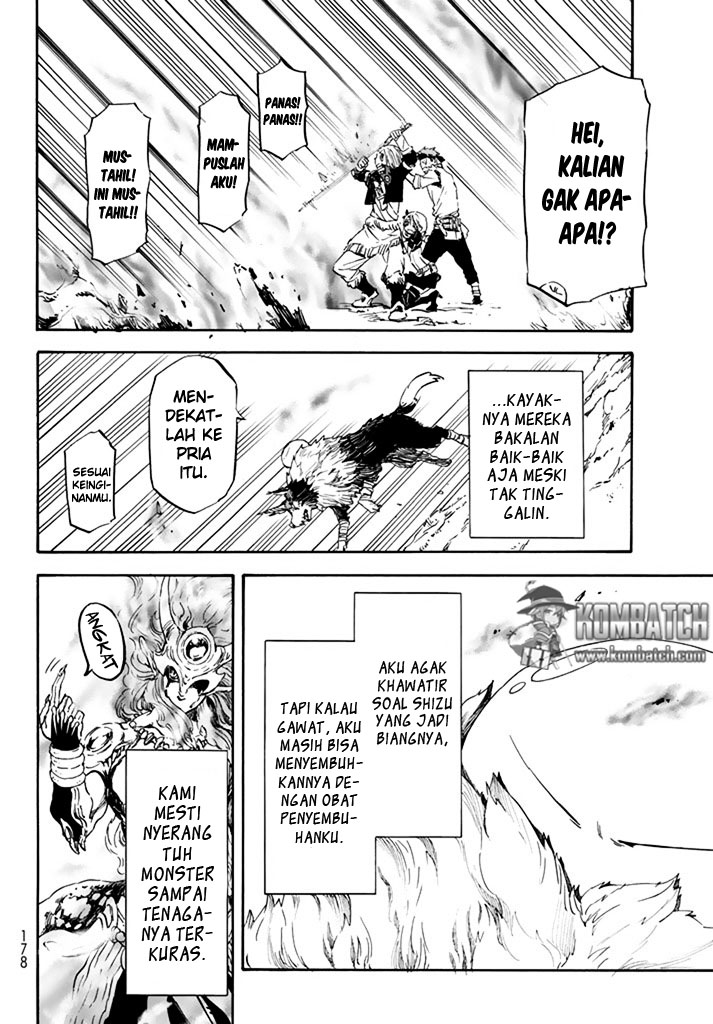 HEI,
KALIAN
GAK APA-
APA!?
PANAS!
PANAS!!
MAM-
PUSLAH
AKU!
MUS-
TAHIL!
INI MUS-
TAHIL!!
...KAYAK-
NYA MEREKA
BAKALAN
BAIK-BAIK
AJA MESKI
TAK TING-
GALIN.
MEN-
DEKAT-
LAH KE
PRIA
ITU.
SESUAI
KEINGI-
NANMU.
KOMBATCH
www.kombatch.com
AKU AGAK
KHAWATIR
SOAL SHIZU
YANG JADI
BIANGNYA,
TAPI KALAU
GAWAT, AKU
MASIH BISA
MENYEMBUH-
KANNYA DE-
NGAN OBAT
PENYEMBU-
HANKU.
ANGKAT
KAMI
MESTI
NYERANG
TUH
MONSTER
SAMPAI
TENAGA-
NYA TER-
KURAS.
178